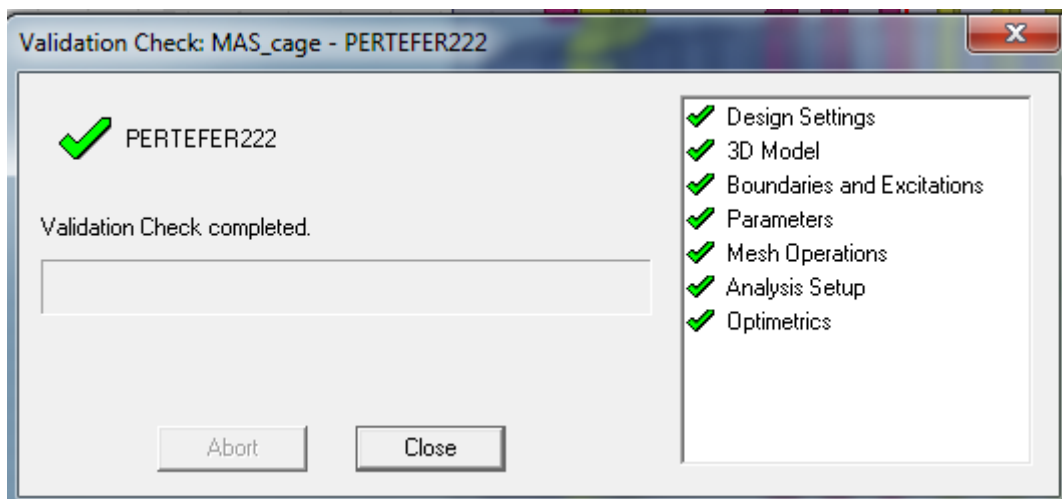 Validation Check: MAS_cage - PERTEFER222
PERTEFER222
Validation Check completed.
Abort
Close
Design Settings
3D Model
Boundaries and Excitations
Parameters
Mesh Operations
Analysis Setup
Optimetrics